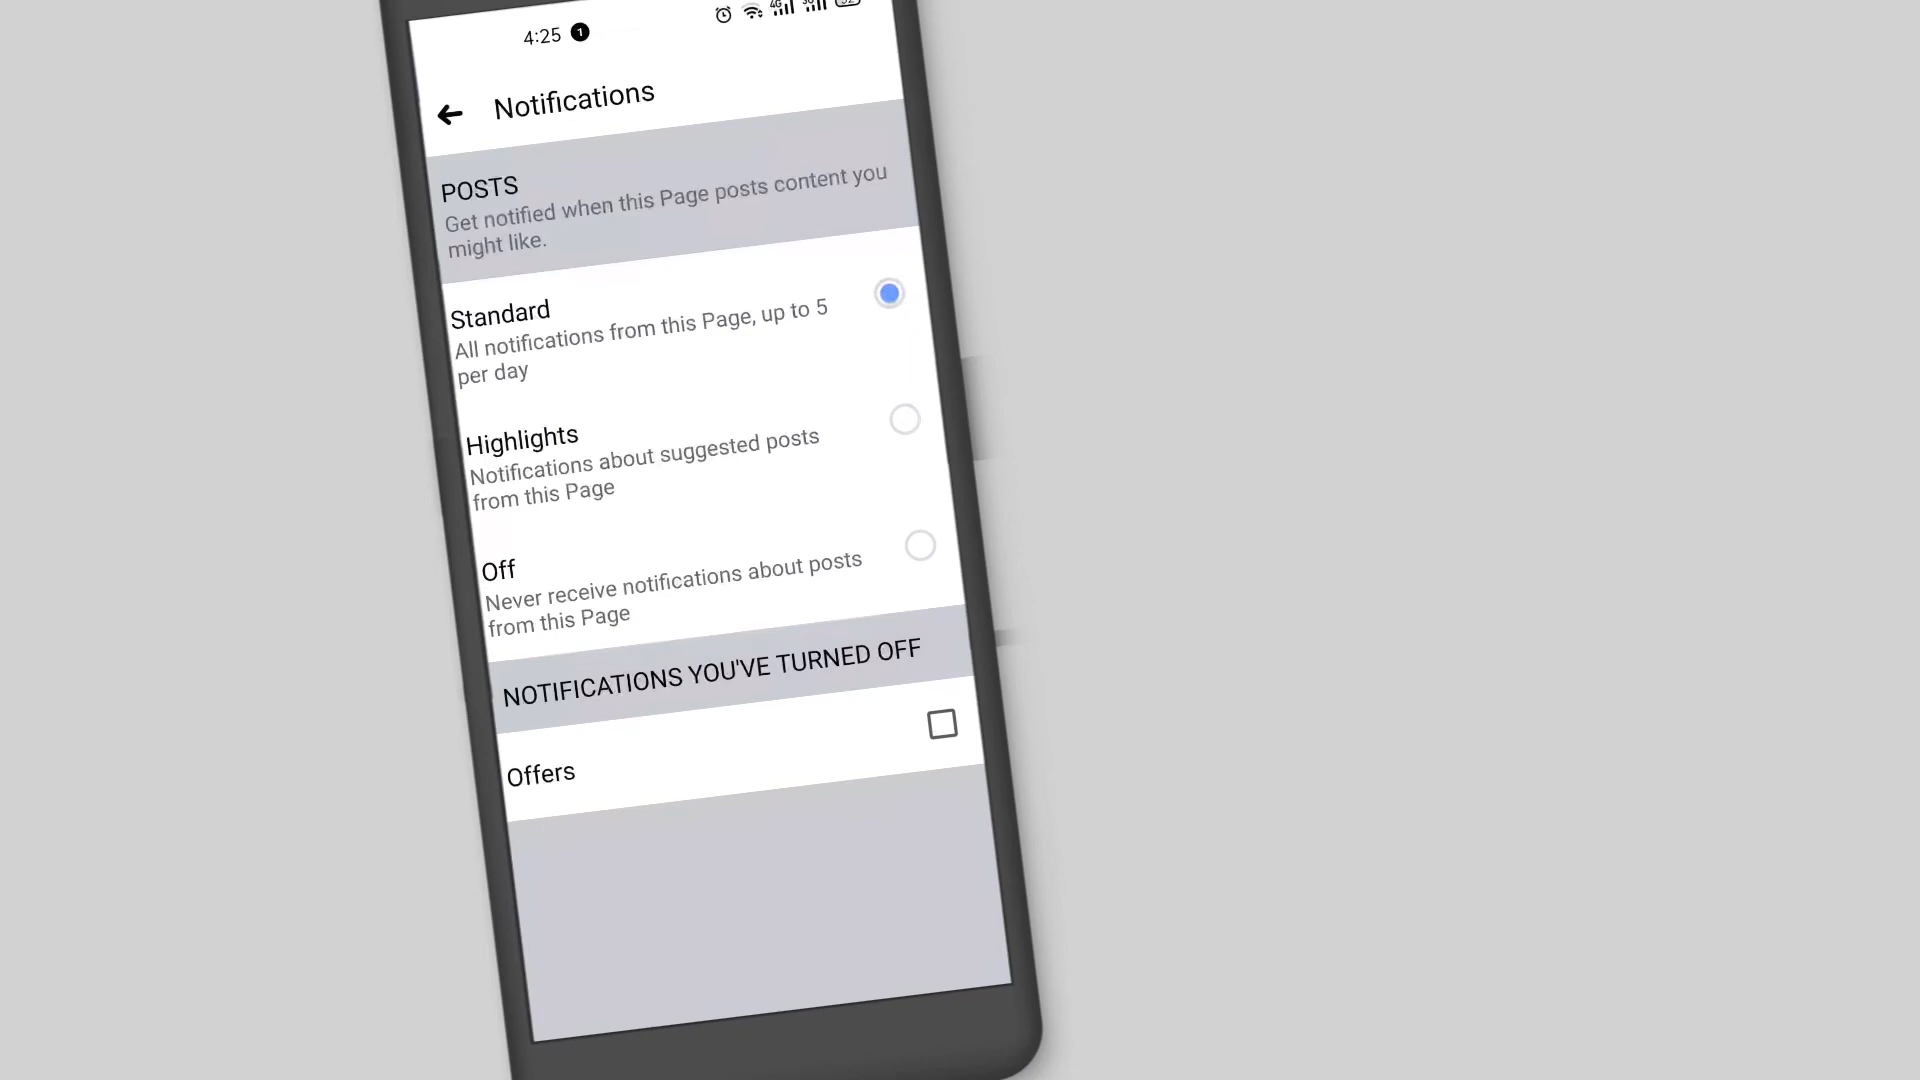 4:25 1
Notifications
POSTS
Get notified when this Page posts content you
might like.
Standard
All notifications from this Page, up to 5
per day
Highlights
Notifications about suggested posts
from this Page
Off
Never receive notifications about posts
from this Page
NOTIFICATIONS YOU'VE TURNED OFF
Offers